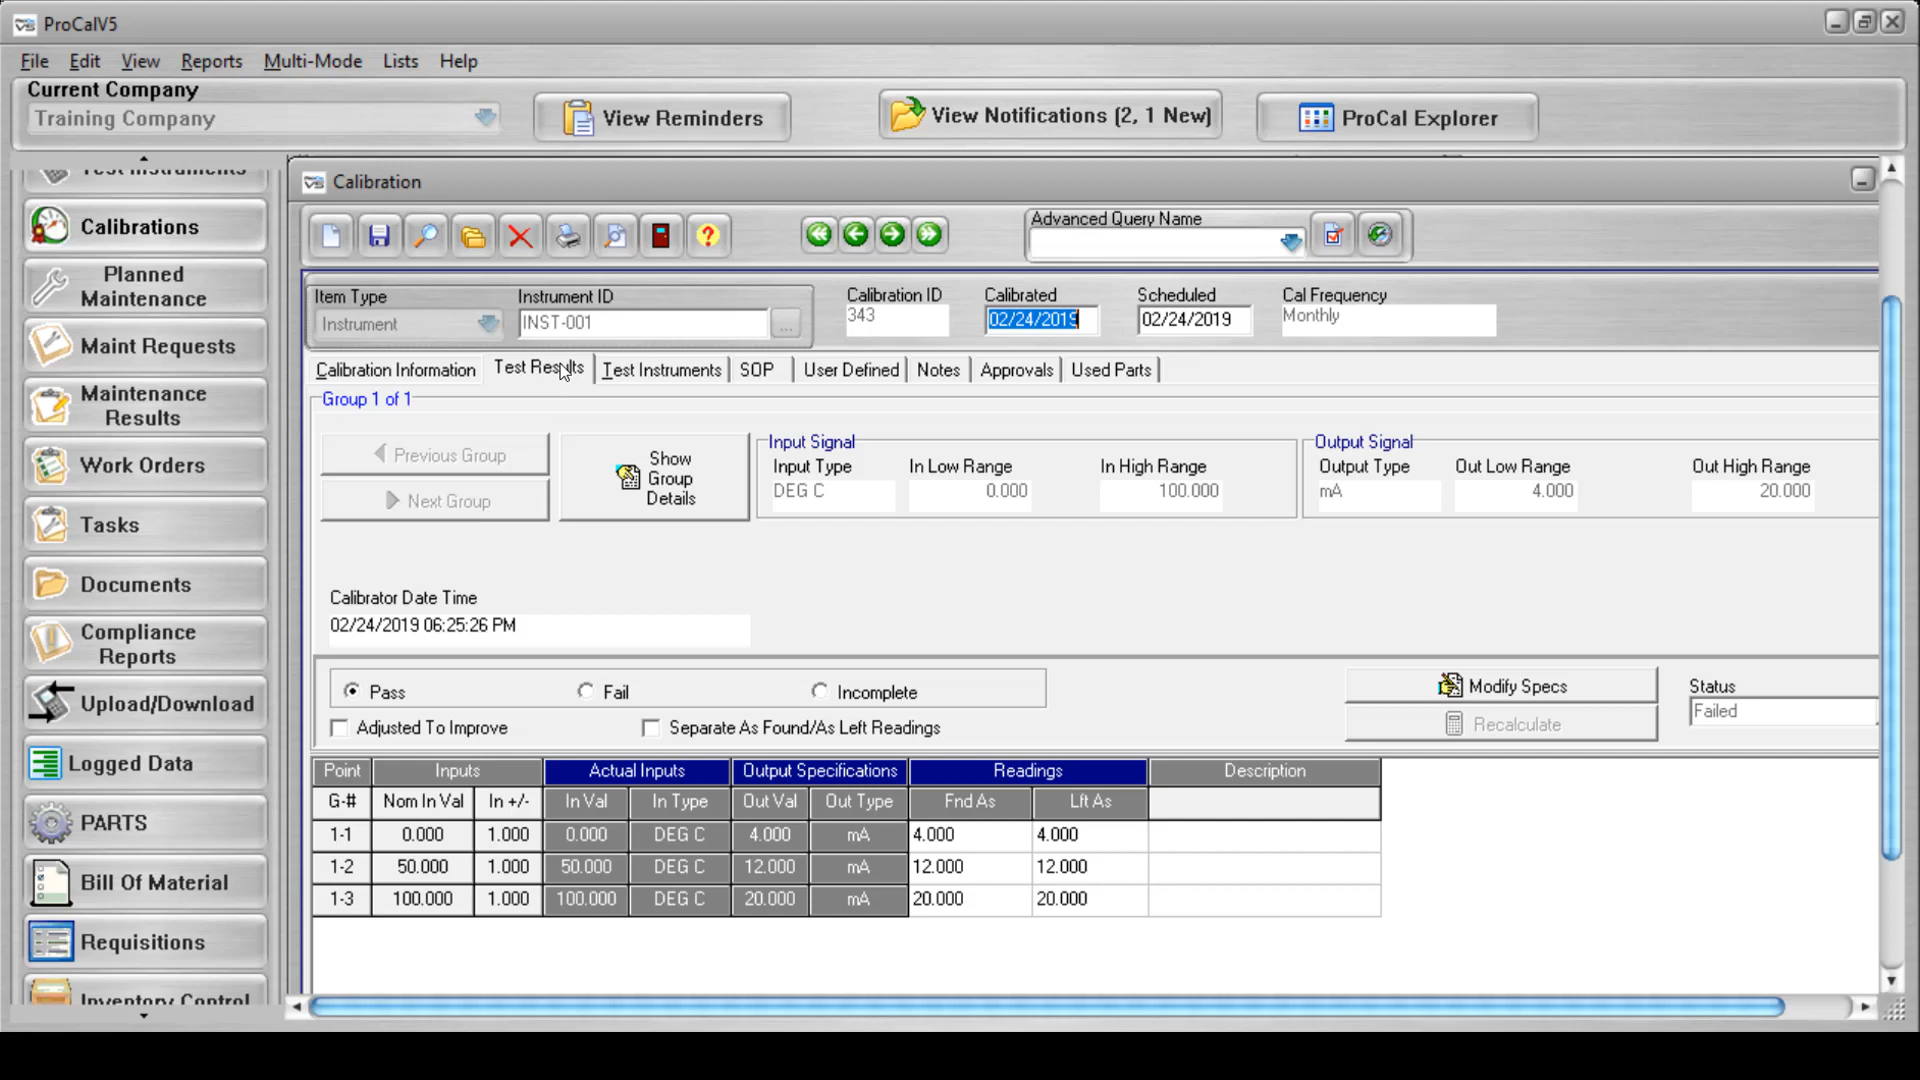 ProCalV5
File Edit View Reports Multi-Mode Lists Help
Current Company
Training Company
View Reminders
View Notifications (2, 1 New)
ProCal Explorer
Test Instruments
Calibrations
Planned
Maintenance
Maint Requests
Maintenance
Results
Work Orders
Tasks
Documents
Compliance
Reports
Upload/Download
Logged Data
PARTS
Bill Of Material
Requisitions
Inventory Control
Calibration
Advanced Query Name
Item Type Instrument ID Calibration ID Calibrated Scheduled Cal Frequency
Instrument INST-001 ... 343 02/24/2019 02/24/2019 Monthly
Calibration Information Test Results Test Instruments SOP User Defined Notes Approvals Used Parts
Group 1 of 1
Previous Group
Next Group
Show
Group
Details
Input Signal
Input Type In Low Range In High Range
DEG C 0.000 100.000
Output Signal
Output Type Out Low Range Out High Range
mA 4.000 20.000
Calibrator Date Time
02/24/2019 06:25:26 PM
Pass Fail Incomplete
Adjusted To Improve Separate As Found/As Left Readings
Modify Specs
Recalculate
Status
Failed
Point Inputs Actual Inputs Output Specifications Readings Description
G-# Nom In Val In +/- In Val In Type Out Val Out Type Fnd As Lft As
1-1 0.000 1.000 0.000 DEG C 4.000 mA 4.000 4.000
1-2 50.000 1.000 50.000 DEG C 12.000 mA 12.000 12.000
1-3 100.000 1.000 100.000 DEG C 20.000 mA 20.000 20.000